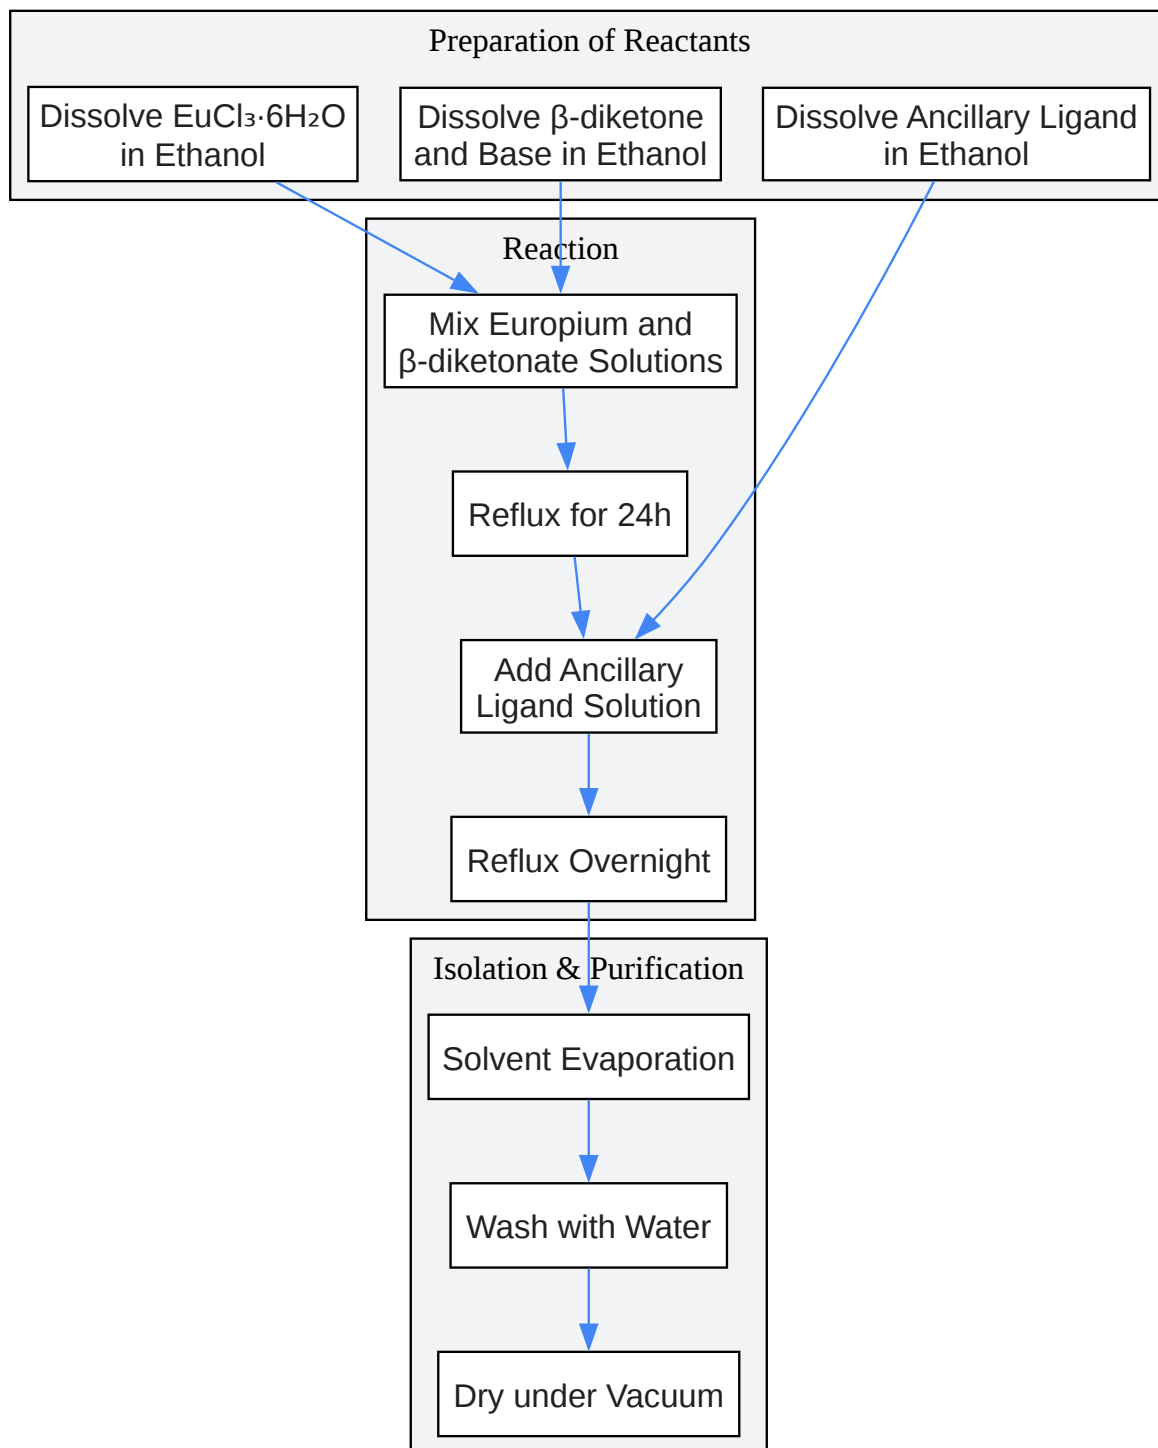 Preparation of Reactants
Dissolve EuCl₃·6H₂O
in Ethanol
Dissolve β-diketone
and Base in Ethanol
Dissolve Ancillary Ligand
in Ethanol
Reaction
Mix Europium and
β-diketonate Solutions
Reflux for 24h
Add Ancillary
Ligand Solution
Reflux Overnight
Isolation & Purification
Solvent Evaporation
Wash with Water
Dry under Vacuum